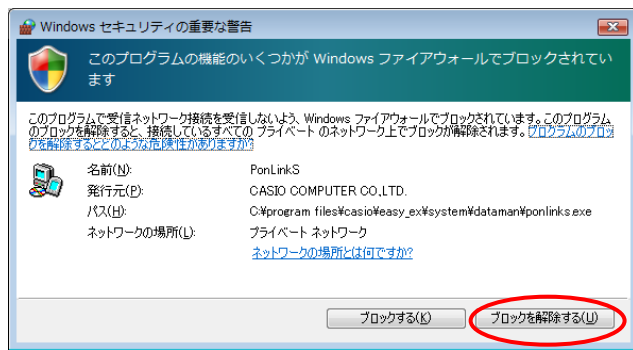 Windows セキュリティの重要な警告
このプログラムの機能のいくつかが Windows ファイアウォールでブロックされてい
ます
このプログラムで受信ネットワーク接続を受信しないよう、Windows ファイアウォールでブロックされています。このプログラム
のブロックを解除すると、接続しているすべての プライベート のネットワーク上でブロックが解除されます。プログラムのブロッ
クを解除するとどのような危険性がありますか?
名前(N): PonLinkS
発行元(P): CASIO COMPUTER CO.,LTD.
パス(H): C:¥program files¥casio¥easy_ex¥system¥dataman¥ponlinks.exe
ネットワークの場所(L): プライベート ネットワーク
ネットワークの場所とは何ですか?
ブロックする(K) ブロックを解除する(U)